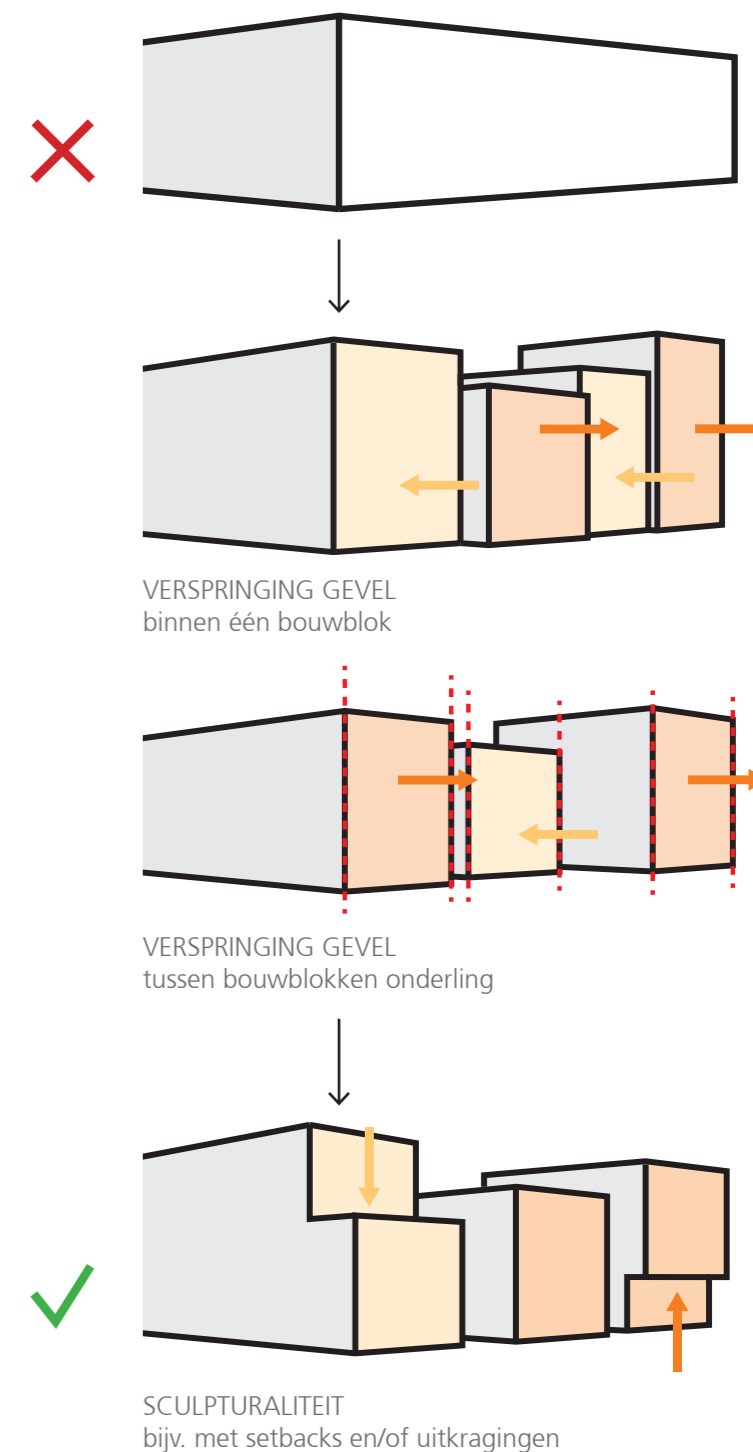 VERSPRINGING GEVEL
binnen één bouwblok
VERSPRINGING GEVEL
tussen bouwblokken onderling
SCULPTURALITEIT
bijv. met setbacks en/of uitkragingen